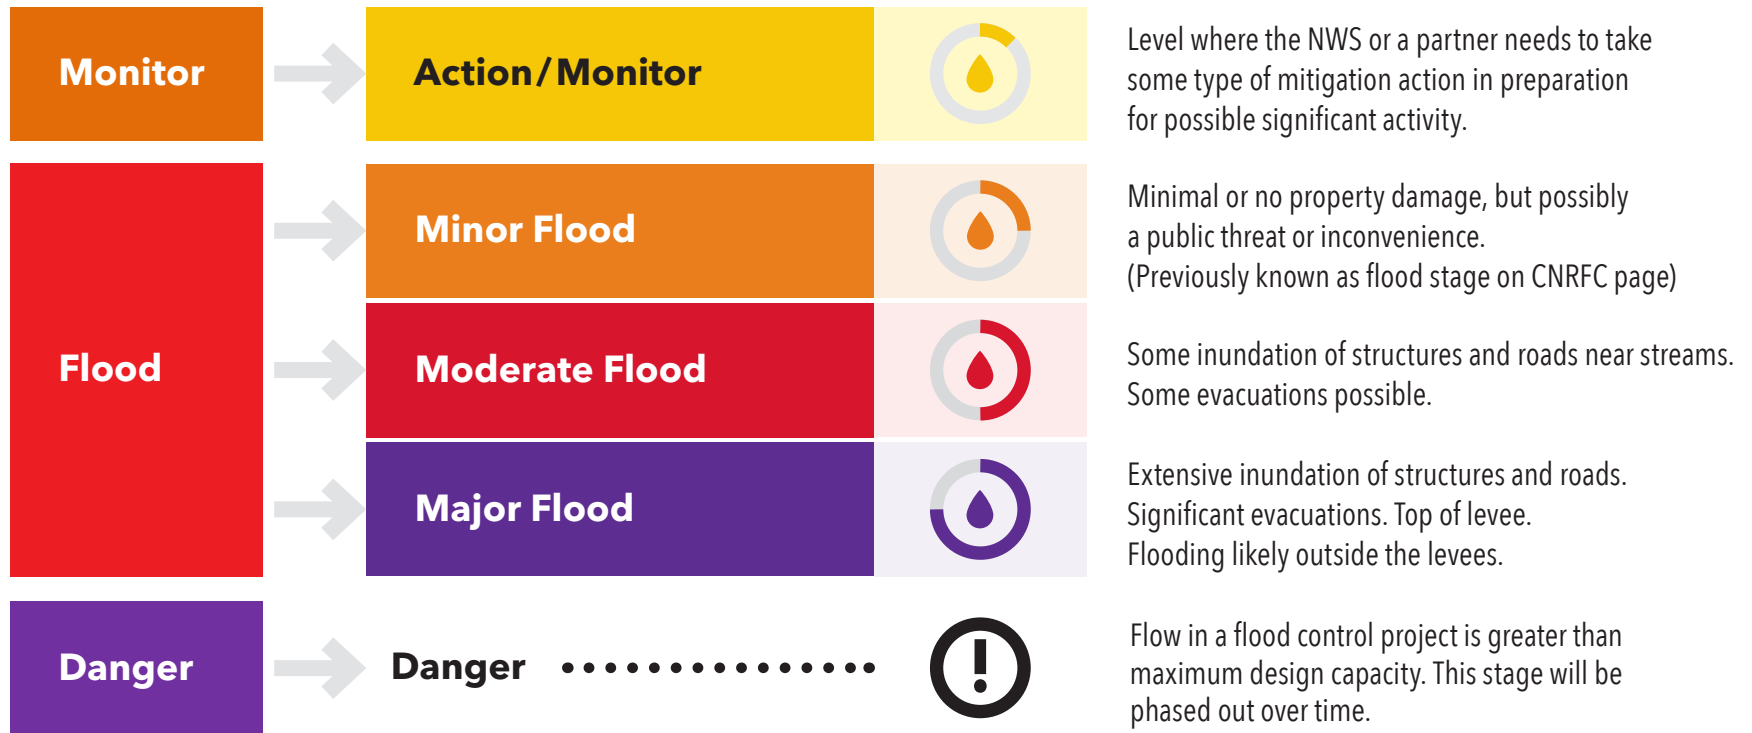 Monitor
Action/Monitor
Level where the NWS or a partner needs to take
some type of mitigation action in preparation
for possible significant activity.
Flood
Minor Flood
Minimal or no property damage, but possibly
a public threat or inconvenience.
(Previously known as flood stage on CNRFC page)
Moderate Flood
Some inundation of structures and roads near streams.
Some evacuations possible.
Major Flood
Extensive inundation of structures and roads.
Significant evacuations. Top of levee.
Flooding likely outside the levees.
Danger
Danger
Flow in a flood control project is greater than
maximum design capacity. This stage will be
phased out over time.